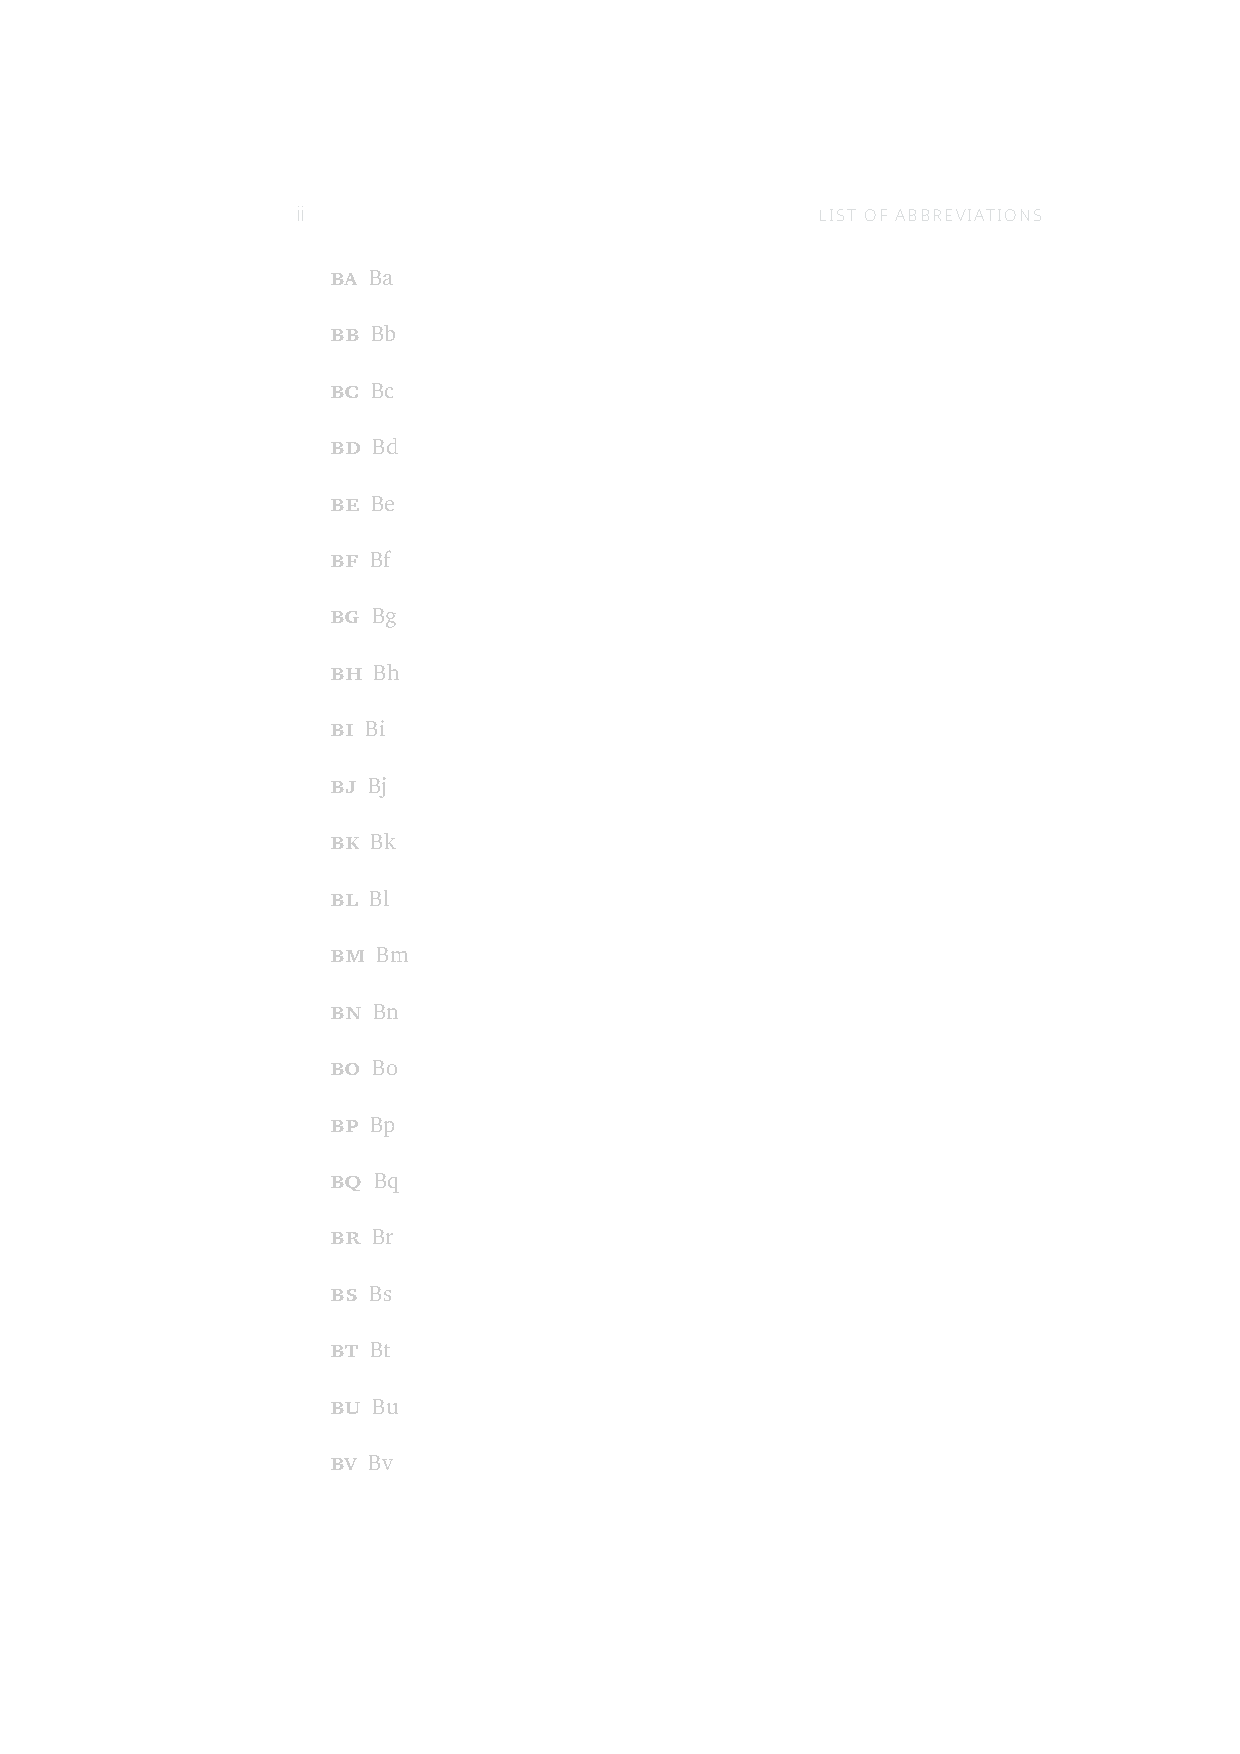 ii LIST OF ABBREVIATIONS
BA Ba
BB Bb
BC Bc
BD Bd
BE Be
BF Bf
BG Bg
BH Bh
BI Bi
BJ Bj
BK Bk
BL Bl
BM Bm
BN Bn
BO Bo
BP Bp
BQ Bq
BR Br
BS Bs
BT Bt
BU Bu
BV Bv